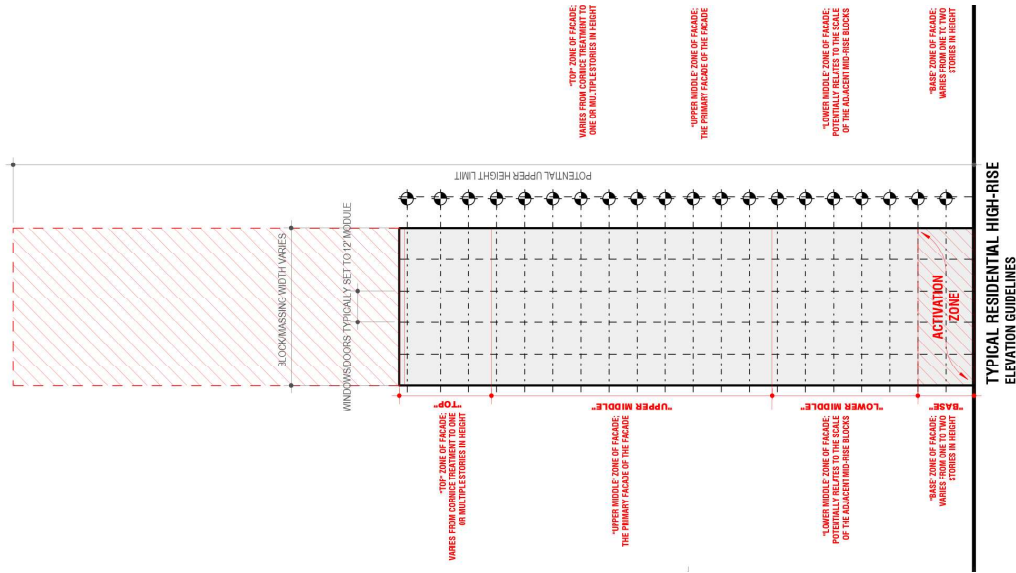 "TOP" ZONE OF FACADE;
VARIES FROM CORNICE TREATMENT TO
ONE OR MULTIPLE STORIES IN HEIGHT
"UPPER MIDDLE" ZONE OF FACADE;
THE PRIMARY FACADE OF THE FACADE
"LOWER MIDDLE" ZONE OF FACADE;
POTENTIALLY RELATES TO THE SCALE
OF THE ADJACENT MID-RISE BLOCKS
"BASE" ZONE OF FACADE;
VARIES FROM ONE TO TWO
STORIES IN HEIGHT
POTENTIAL UPPER HEIGHT LIMIT
BLOCK/MASSING WIDTH VARIES
WINDOWS/DOORS TYPICALLY SET TO 12' MODULE
ACTIVATION
ZONE
"TOP"
"UPPER MIDDLE"
"LOWER MIDDLE"
"BASE"
"TOP" ZONE OF FACADE;
VARIES FROM CORNICE TREATMENT TO ONE
OR MULTIPLE STORIES IN HEIGHT
"UPPER MIDDLE" ZONE OF FACADE;
THE PRIMARY FACADE OF THE FACADE
"LOWER MIDDLE" ZONE OF FACADE;
POTENTIALLY RELATES TO THE SCALE
OF THE ADJACENT MID-RISE BLOCKS
"BASE" ZONE OF FACADE;
VARIES FROM ONE TO TWO
STORIES IN HEIGHT
TYPICAL RESIDENTIAL HIGH-RISE
ELEVATION GUIDELINES